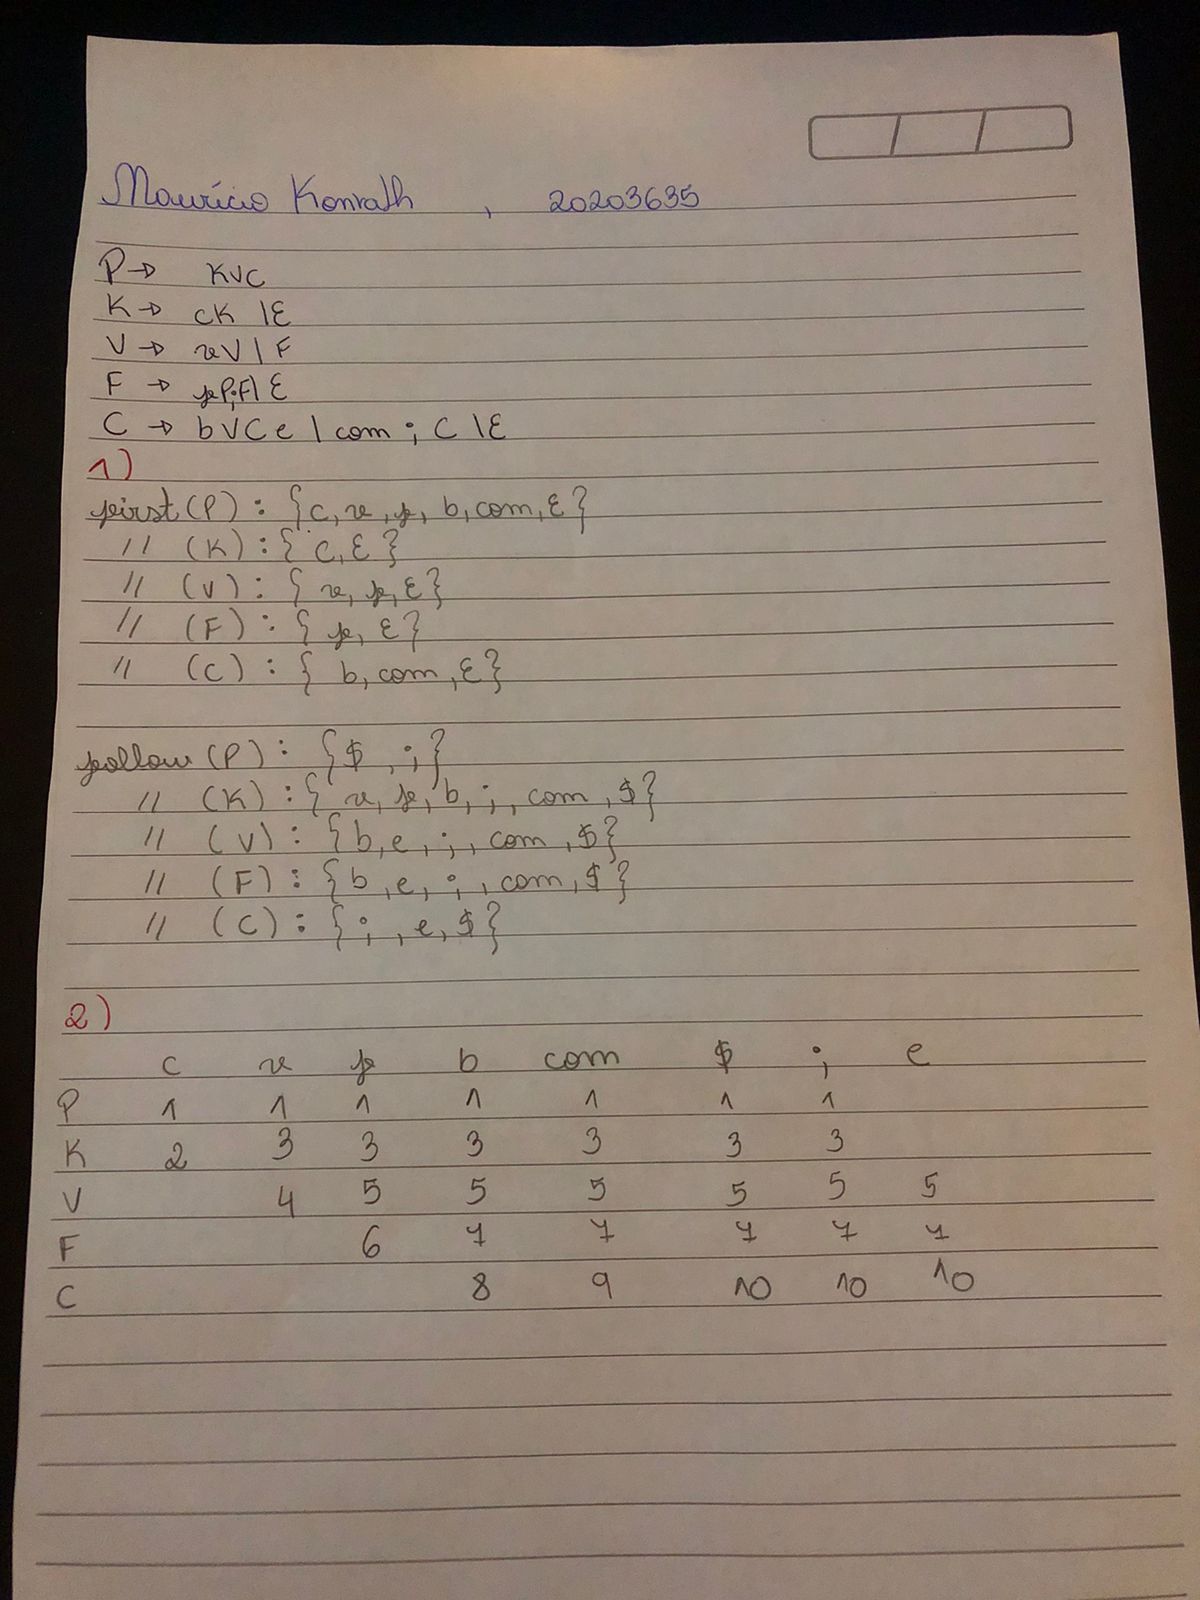 Maurício Konrath , 20203635
P → KVC
K → cK | ε
V → vV | F
F → fP;F | ε
C → bVCe | com ; C | ε
1)
first (P) : {c, v, f, b, com, ε}
// (K) : { c, ε }
// (V) : { v, f, ε}
// (F) : { f, ε }
// (C) : { b, com, ε}
follow (P) : {$ , ;}
// (K) : { v, f, b, ; , com , $}
// (V) : {b, e, ; , com , $}
// (F) : {b, e, ; , com, $}
// (C) : { ; , e, $}
2)
c v f b com $ ; e
P 1 1 1 1 1 1 1
K 2 3 3 3 3 3 3
V 4 5 5 5 5 5 5
F 6 7 7 7 7 7
C 8 9 10 10 10